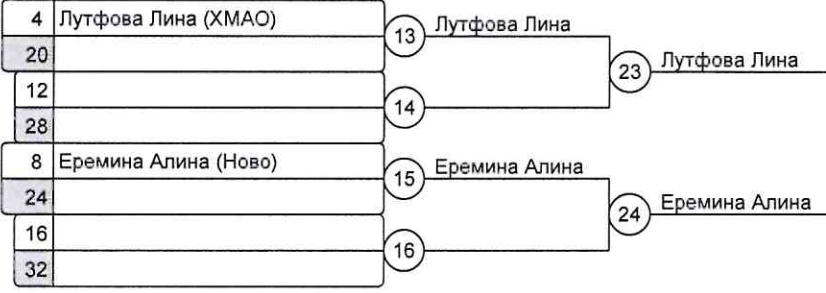 4 Лутфова Лина (ХМАО)
20
13 Лутфова Лина
12
28
14
23 Лутфова Лина
8 Еремина Алина (Ново)
24
15 Еремина Алина
16
32
16
24 Еремина Алина